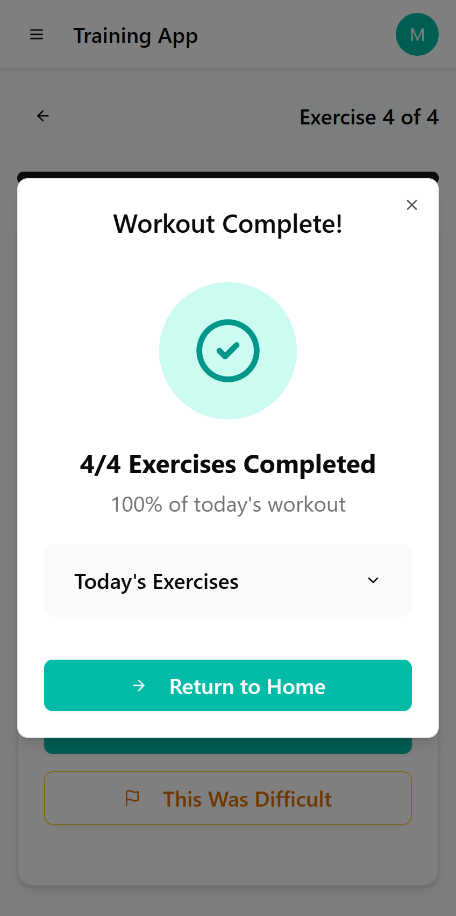 Training App
M
Exercise 4 of 4
Workout Complete!
4/4 Exercises Completed
100% of today's workout
Today's Exercises
Return to Home
This Was Difficult